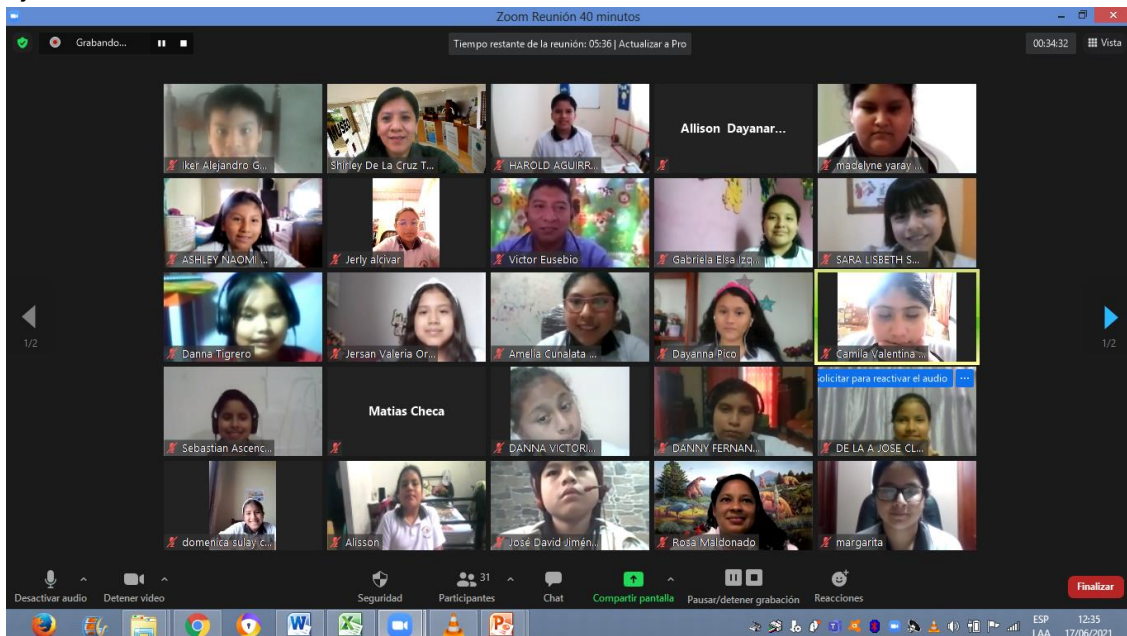 Zoom Reunión 40 minutos
Grabando...
Tiempo restante de la reunión: 05:36 | Actualizar a Pro
00:34:32
Vista
Iker Alejandro G...
MUSEO
Shirley De La Cruz T...
HAROLD AGUIRR...
Allison Dayanar...
madelyne yaray ...
ASHLEY NAOMI ...
Jerly alcivar
Victor Eusebio
Gabriela Elsa Izq...
SARA LISBETH S...
Danna Tigrero
Jersan Valeria Or...
Amelia Cunalata ...
Dayanna Pico
Camila Valentina ...
1/2
1/2
Sebastian Ascenc...
Matias Checa
DANNA VICTORI...
DANNY FERNAN...
Solicitar para reactivar el audio ...
DE LA A JOSE CL...
domenica sulay c...
Alisson
José David Jimén...
Rosa Maldonado
margarita
Desactivar audio
Detener video
Seguridad
Participantes
31
Chat
Compartir pantalla
Pausar/detener grabación
Reacciones
Finalizar
ESP
LAA
12:35
17/06/2021